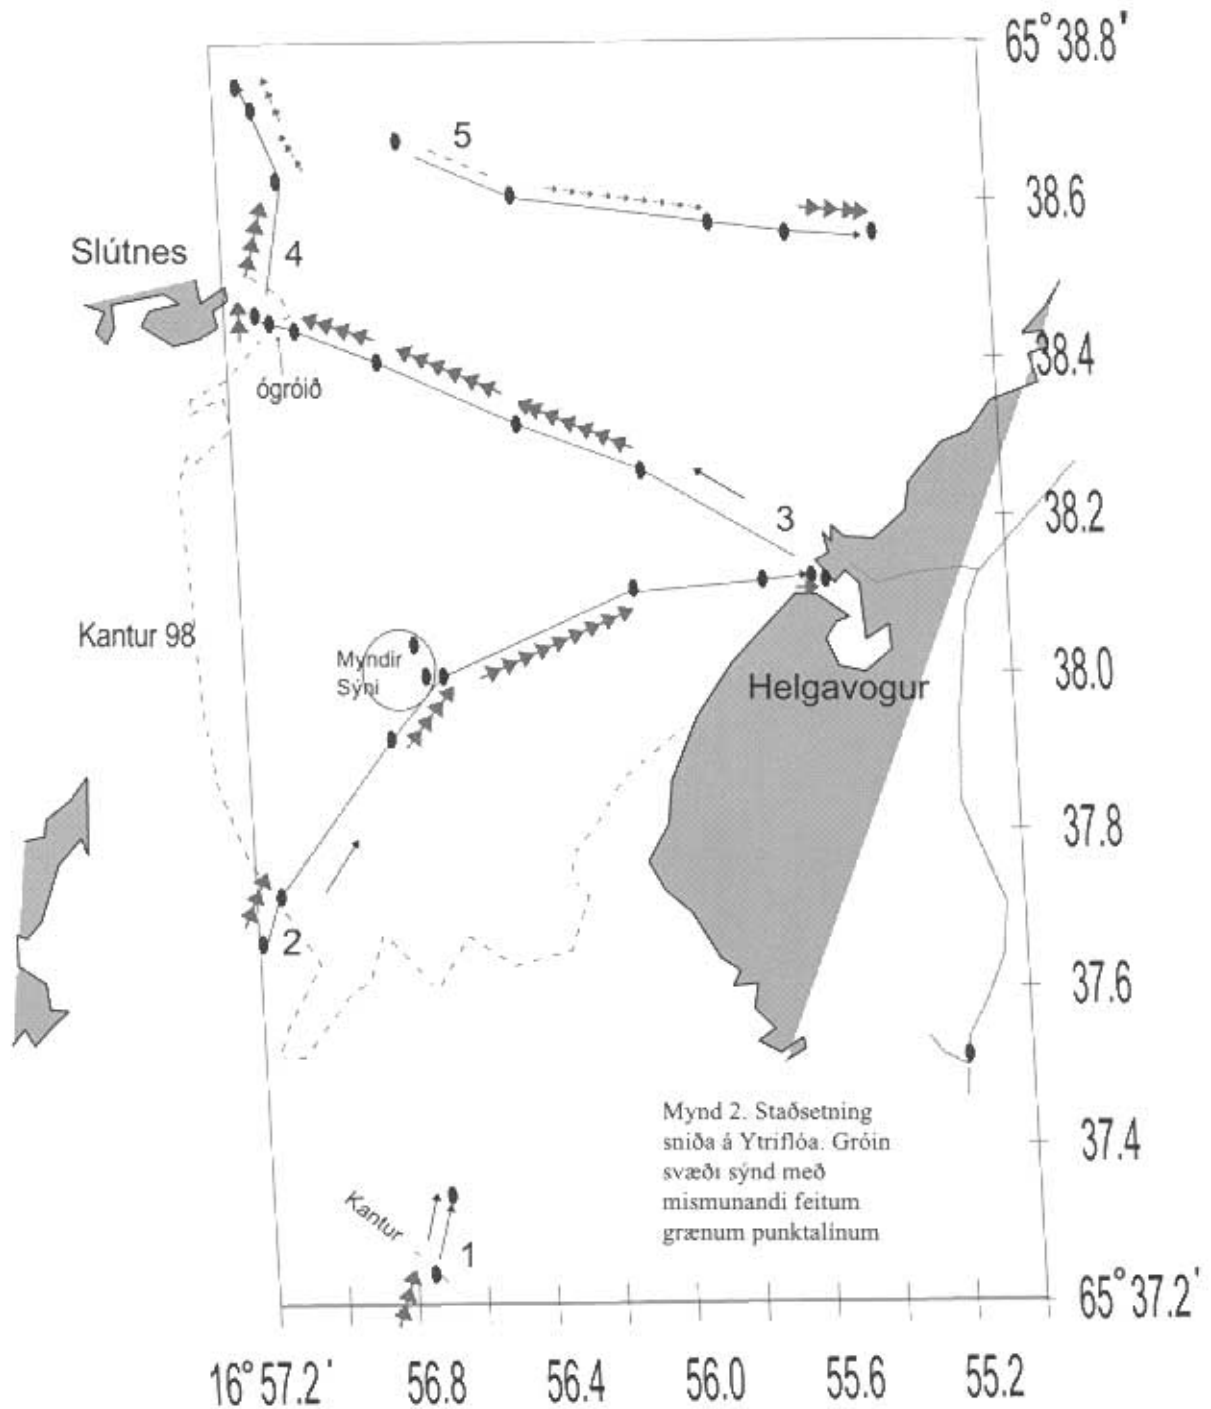 65°38.8'
5
38.6
Slútnes
4
38.4
ógróið
38.2
3
Kantur 98
Myndir
Sýni
38.0
Helgavogur
37.8
2
37.6
Mynd 2. Staðsetning
sniða á Ytriflóa. Gróin
svæði sýnd með
mismunandi feitum
grænum punktalínum
37.4
Kantur
1
65°37.2'
16°57.2' 56.8 56.4 56.0 55.6 55.2